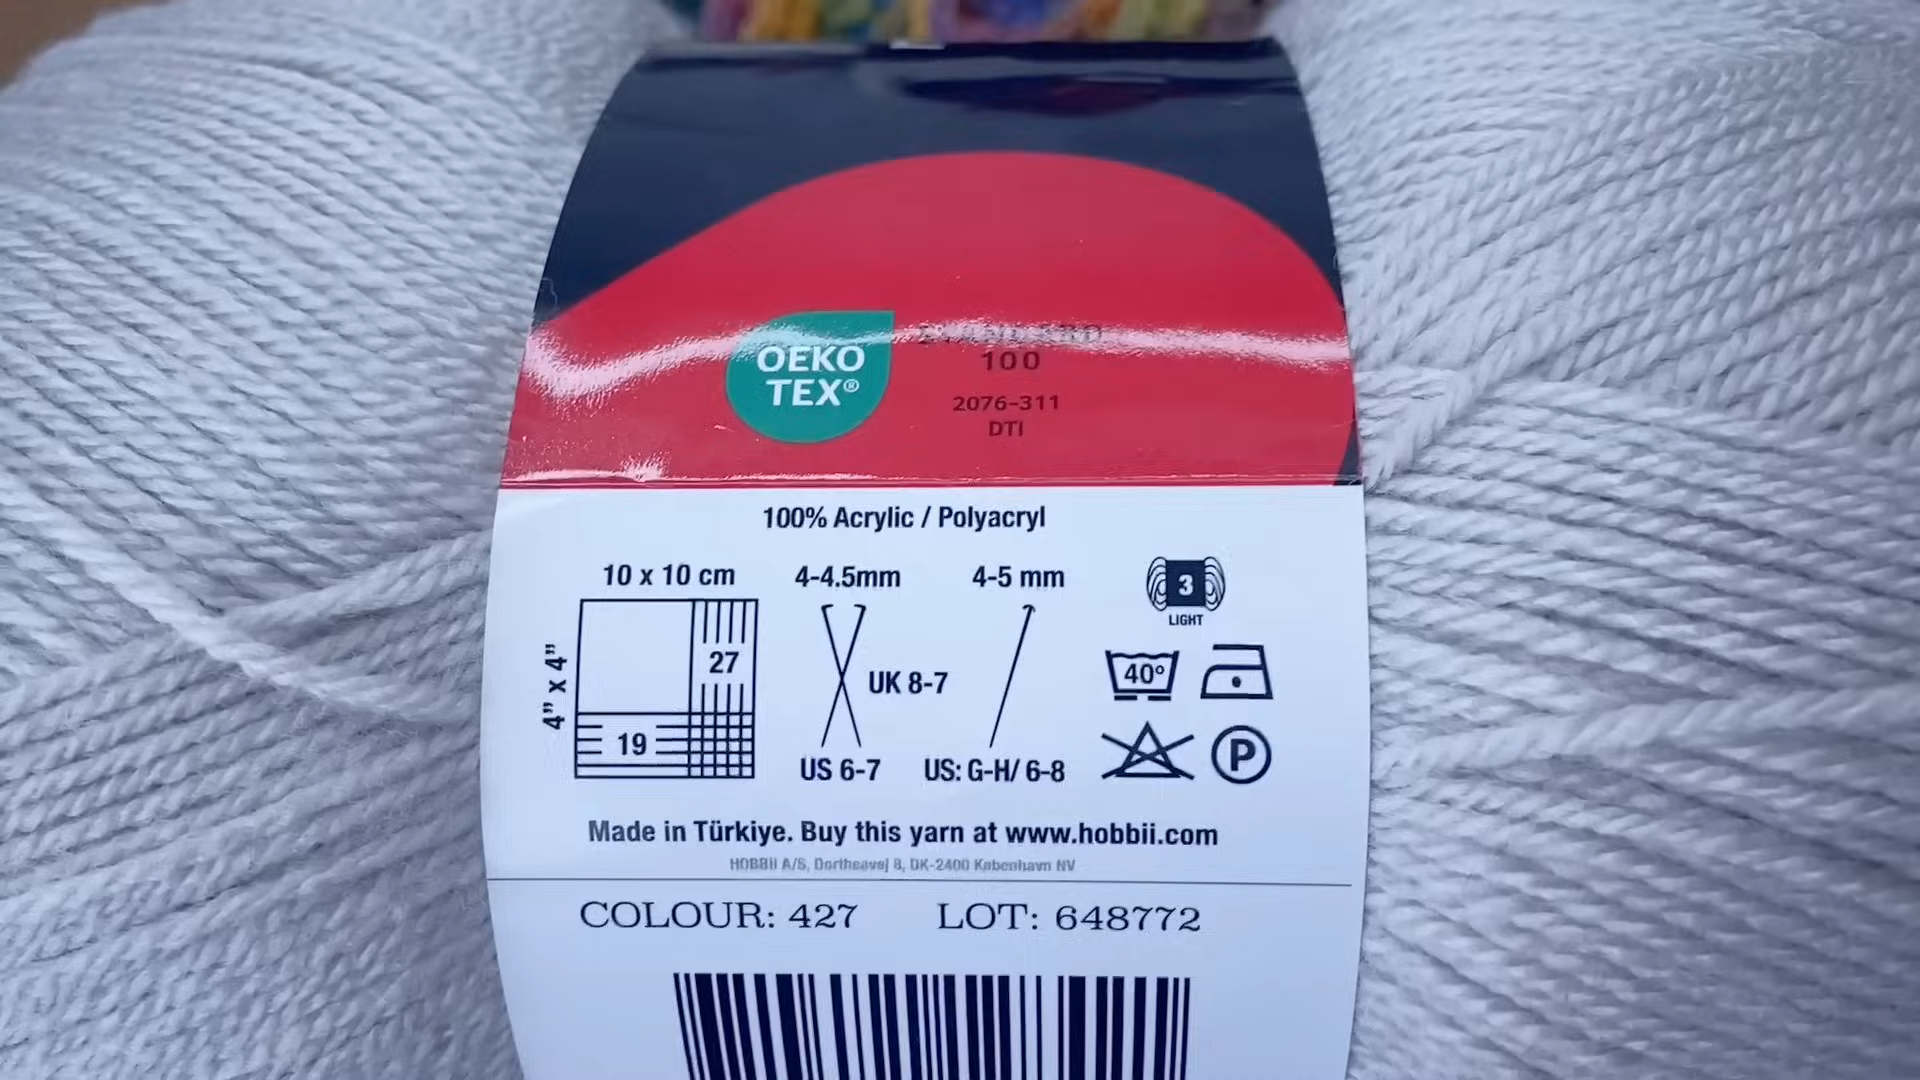 OEKO
TEX®
STANDARD
100
2076-311
DTI
100% Acrylic / Polyacryl
10 x 10 cm
4-4.5mm
4-5 mm
3
LIGHT
4" x 4"
27
19
UK 8-7
40°
US 6-7
US: G-H/ 6-8
P
Made in Türkiye. Buy this yarn at www.hobbii.com
HOBBii A/S, Dortheavej 8, DK-2400 København NV
COLOUR: 427 LOT: 648772